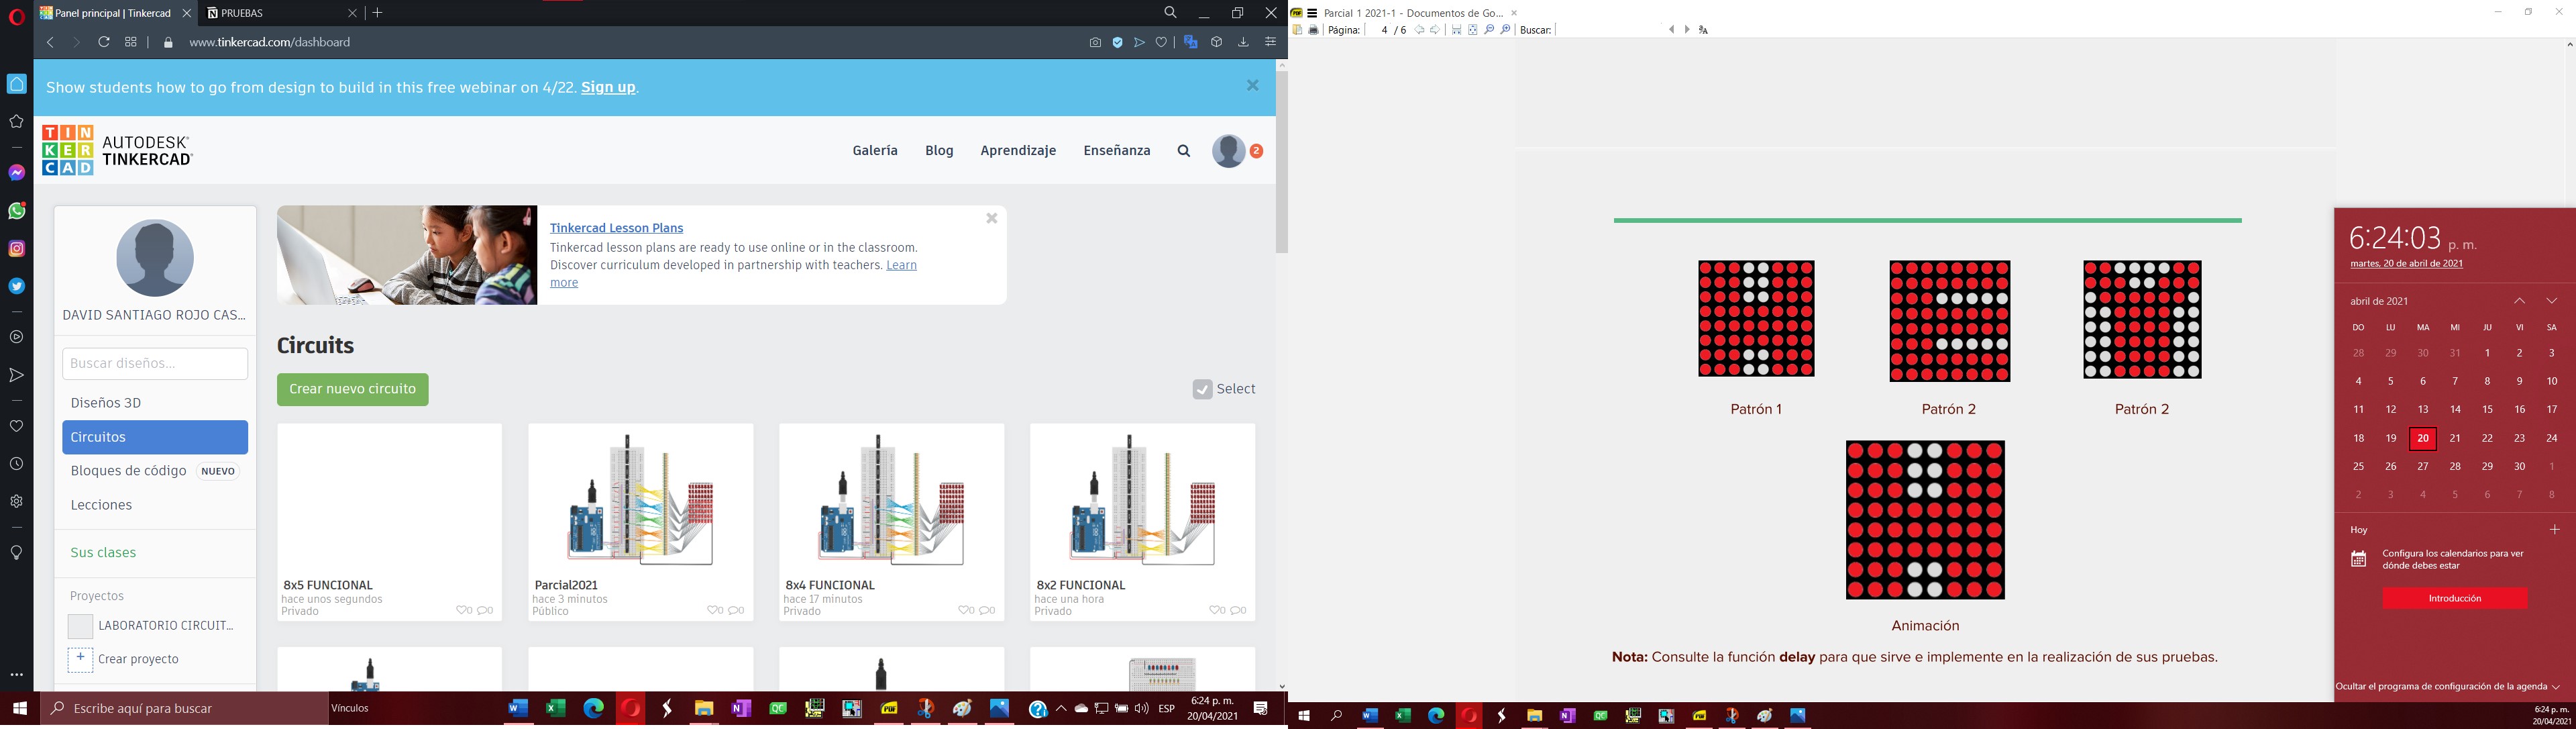 Panel principal | Tinkercad
PRUEBAS
www.tinkercad.com/dashboard
Show students how to go from design to build in this free webinar on 4/22. Sign up.
TIN
KER
CAD
AUTODESK®
TINKERCAD®
Galería
Blog
Aprendizaje
Enseñanza
2
DAVID SANTIAGO ROJO CAS...
Buscar diseños...
Diseños 3D
Circuitos
Bloques de código NUEVO
Lecciones
Sus clases
Proyectos
LABORATORIO CIRCUIT...
Crear proyecto
Tinkercad Lesson Plans
Tinkercad lesson plans are ready to use online or in the classroom.
Discover curriculum developed in partnership with teachers. Learn
more
Circuits
Crear nuevo circuito
Select
8x5 FUNCIONAL
hace unos segundos
Privado
0 0
Parcial2021
hace 3 minutos
Público
0 0
8x4 FUNCIONAL
hace 17 minutos
Privado
0 0
8x2 FUNCIONAL
hace una hora
Privado
0 0
Escribe aquí para buscar
Vínculos
ESP
6:24 p. m.
20/04/2021
Parcial 1 2021-1 - Documentos de Go...
Página: 4 / 6
Buscar:
Patrón 1
Patrón 2
Patrón 2
Animación
Nota: Consulte la función delay para que sirve e implemente en la realización de sus pruebas.
6:24:03 p. m.
martes, 20 de abril de 2021
abril de 2021
DO LU MA MI JU VI SA
28 29 30 31 1 2 3
4 5 6 7 8 9 10
11 12 13 14 15 16 17
18 19 20 21 22 23 24
25 26 27 28 29 30 1
2 3 4 5 6 7 8
Hoy
Configura los calendarios para ver
dónde debes estar
Introducción
Ocultar el programa de configuración de la agenda
6:24 p. m.
20/04/2021